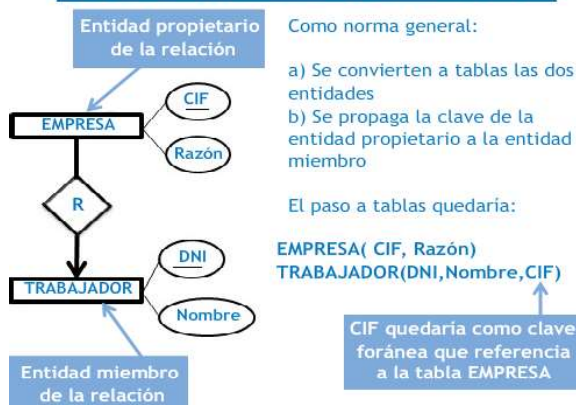 Entidad propietario
de la relación
CIF
EMPRESA
Razón
R
DNI
TRABAJADOR
Nombre
Entidad miembro
de la relación
Como norma general:
a) Se convierten a tablas las dos
entidades
b) Se propaga la clave de la
entidad propietario a la entidad
miembro
El paso a tablas quedaría:
EMPRESA( CIF, Razón)
TRABAJADOR(DNI,Nombre,CIF)
CIF quedaría como clave
foránea que referencia
a la tabla EMPRESA